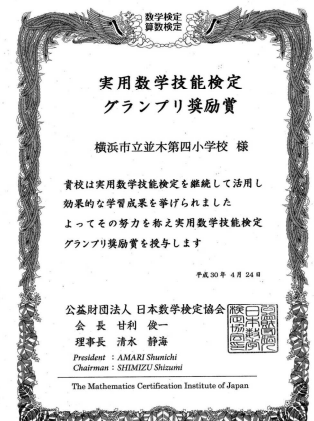 数学検定
算数検定
実用数学技能検定
グランプリ奨励賞
横浜市立並木第四小学校 様
貴校は実用数学技能検定を継続して活用し
効果的な学習成果を挙げられました
よってその努力を称え実用数学技能検定
グランプリ奨励賞を授与します
平成30年 4月 24日
公益財団法人 日本数学検定協会
会 長 甘利 俊一
理事長 清水 静海
President : AMARI Shunichi
Chairman : SHIMIZU Shizumi
The Mathematics Certification Institute of Japan